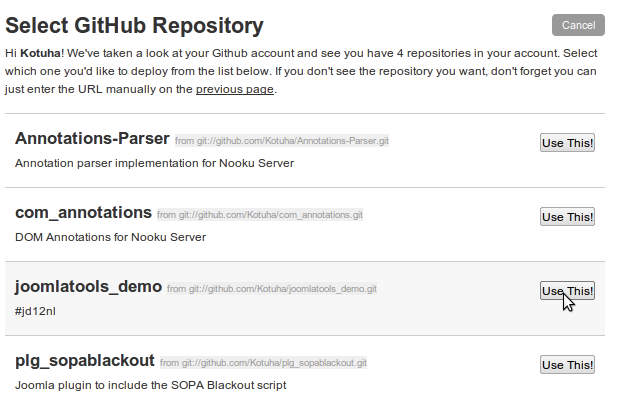 Select GitHub Repository Cancel
Hi Kotuha! We've taken a look at your Github account and see you have 4 repositories in your account. Select
which one you'd like to deploy from the list below. If you don't see the repository you want, don't forget you can
just enter the URL manually on the previous page.
Annotations-Parser from git://github.com/Kotuha/Annotations-Parser.git Use This!
Annotation parser implementation for Nooku Server
com_annotations from git://github.com/Kotuha/com_annotations.git Use This!
DOM Annotations for Nooku Server
joomlatools_demo from git://github.com/Kotuha/joomlatools_demo.git Use This!
#jd12nl
plg_sopablackout from git://github.com/Kotuha/plg_sopablackout.git Use This!
Joomla plugin to include the SOPA Blackout script